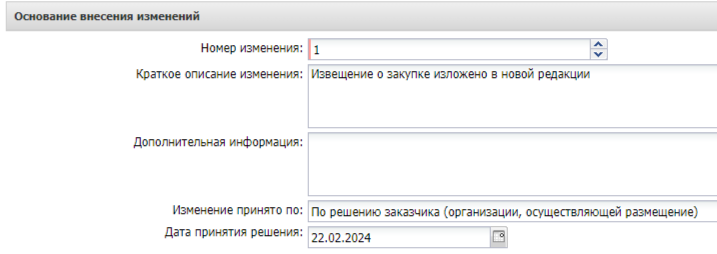 Основание внесения изменений
Номер изменения: 1
Краткое описание изменения: Извещение о закупке изложено в новой редакции
Дополнительная информация:
Изменение принято по: По решению заказчика (организации, осуществляющей размещение)
Дата принятия решения: 22.02.2024